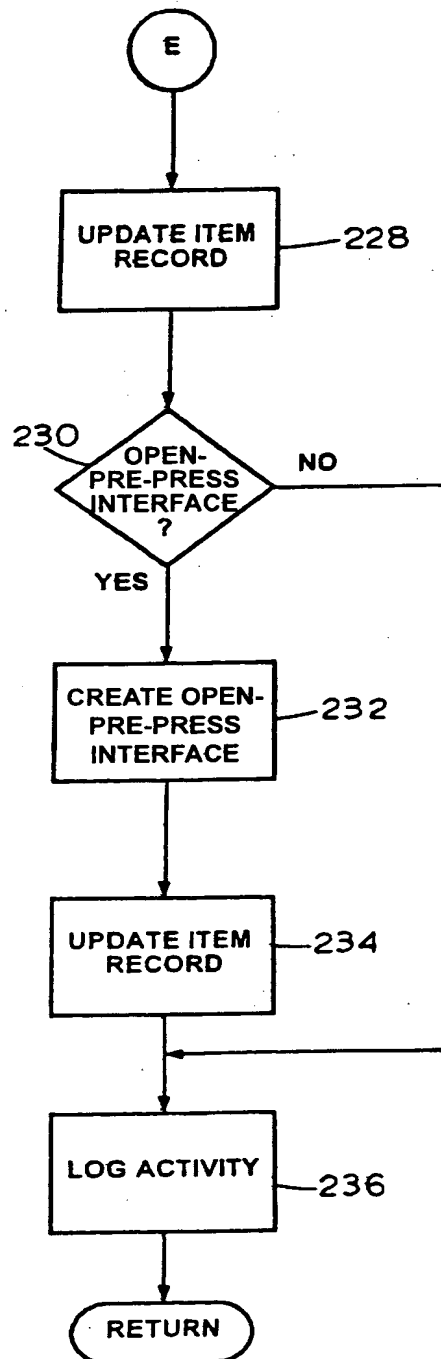 E
UPDATE ITEM
RECORD
228
230
OPEN-
PRE-PRESS
INTERFACE
?
NO
YES
CREATE OPEN-
PRE-PRESS
INTERFACE
232
UPDATE ITEM
RECORD
234
LOG ACTIVITY
236
RETURN